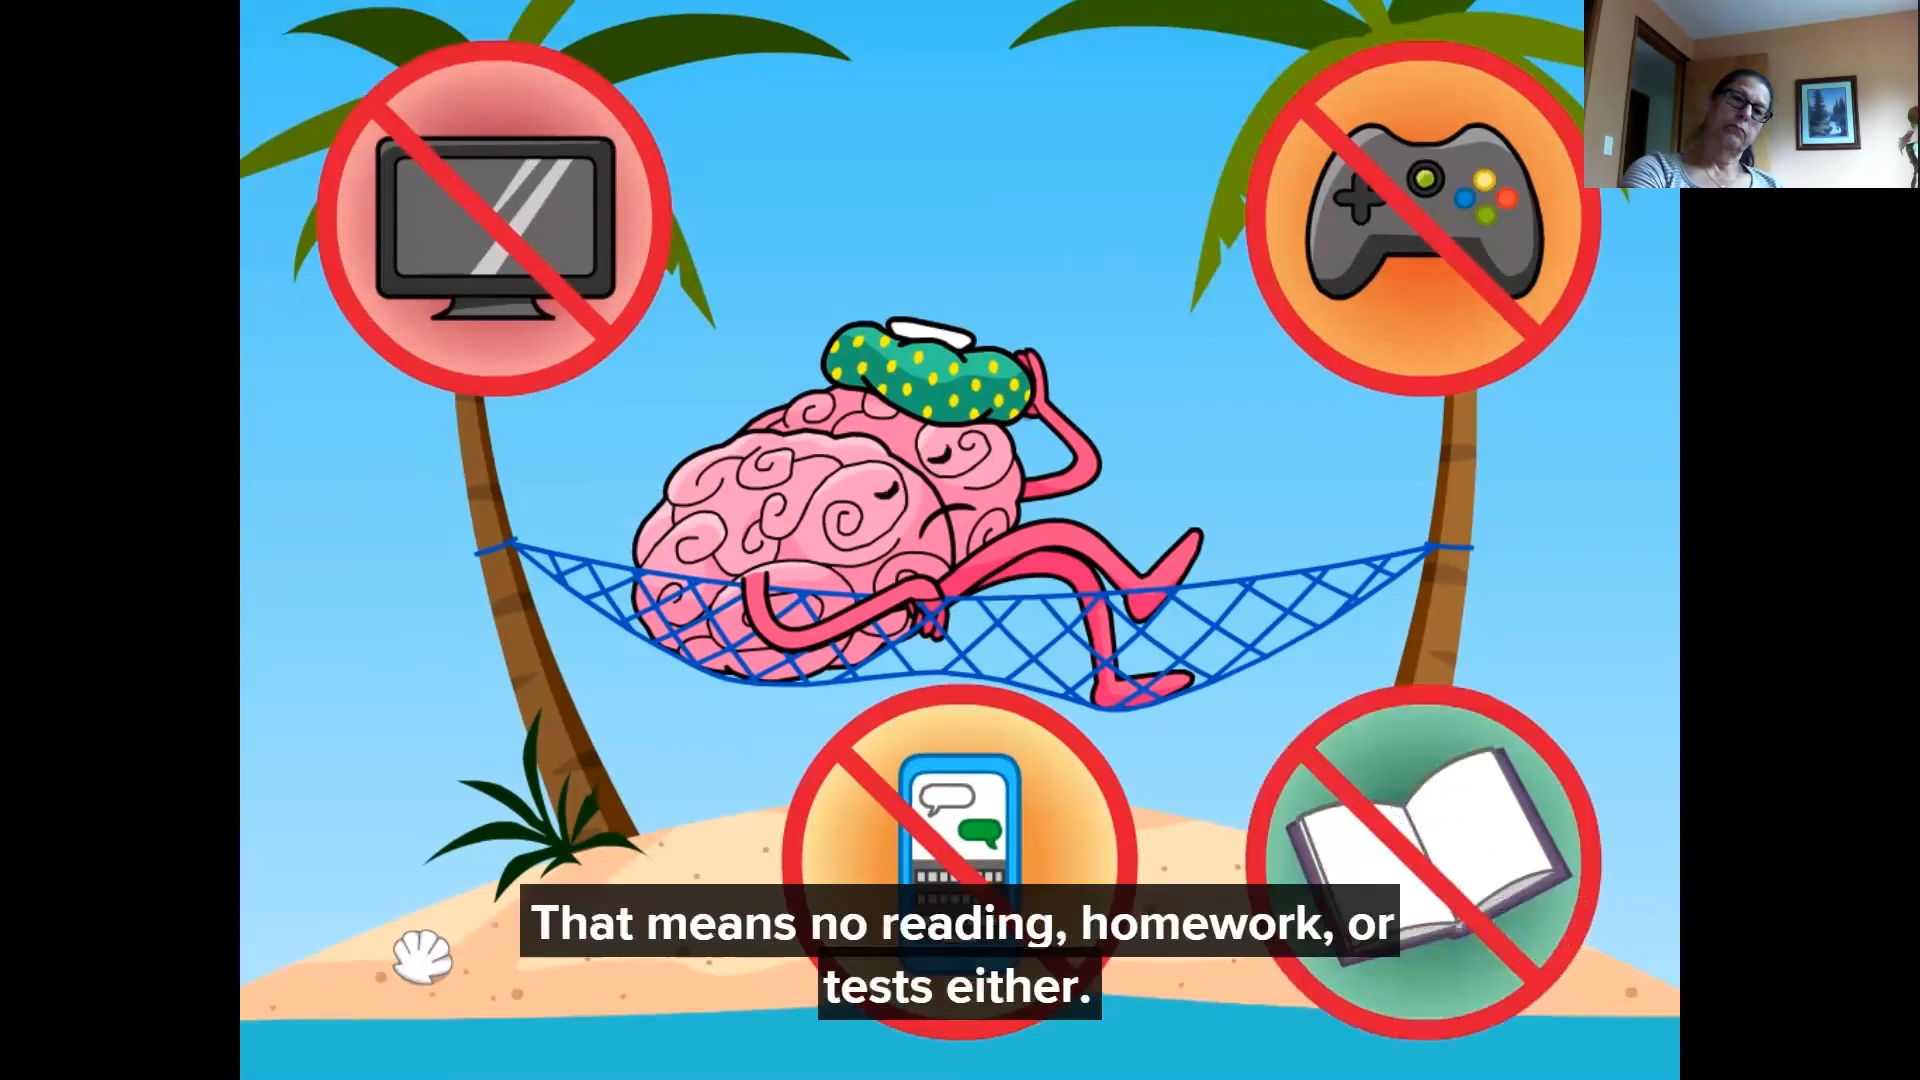 That means no reading, homework, or
tests either.